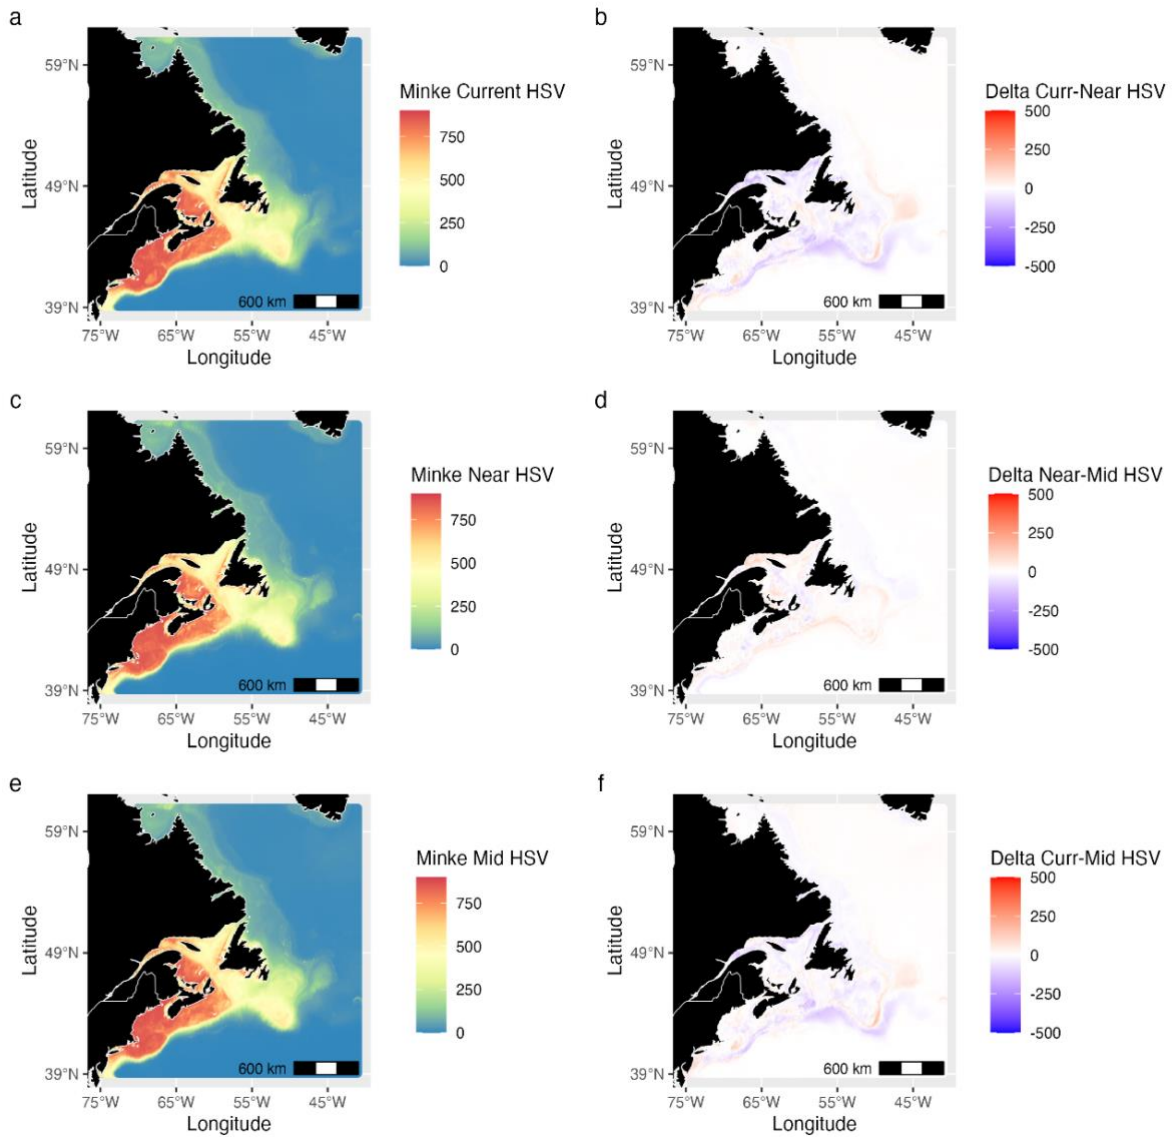 a
Latitude
59°N
49°N
39°N
600 km
75°W 65°W 55°W 45°W
Longitude
Minke Current HSV
750
500
250
0
b
Latitude
59°N
49°N
39°N
600 km
75°W 65°W 55°W 45°W
Longitude
Delta Curr-Near HSV
500
250
0
-250
-500
c
Latitude
59°N
49°N
39°N
600 km
75°W 65°W 55°W 45°W
Longitude
Minke Near HSV
750
500
250
0
d
Latitude
59°N
49°N
39°N
600 km
75°W 65°W 55°W 45°W
Longitude
Delta Near-Mid HSV
500
250
0
-250
-500
e
Latitude
59°N
49°N
39°N
600 km
75°W 65°W 55°W 45°W
Longitude
Minke Mid HSV
750
500
250
0
f
Latitude
59°N
49°N
39°N
600 km
75°W 65°W 55°W 45°W
Longitude
Delta Curr-Mid HSV
500
250
0
-250
-500